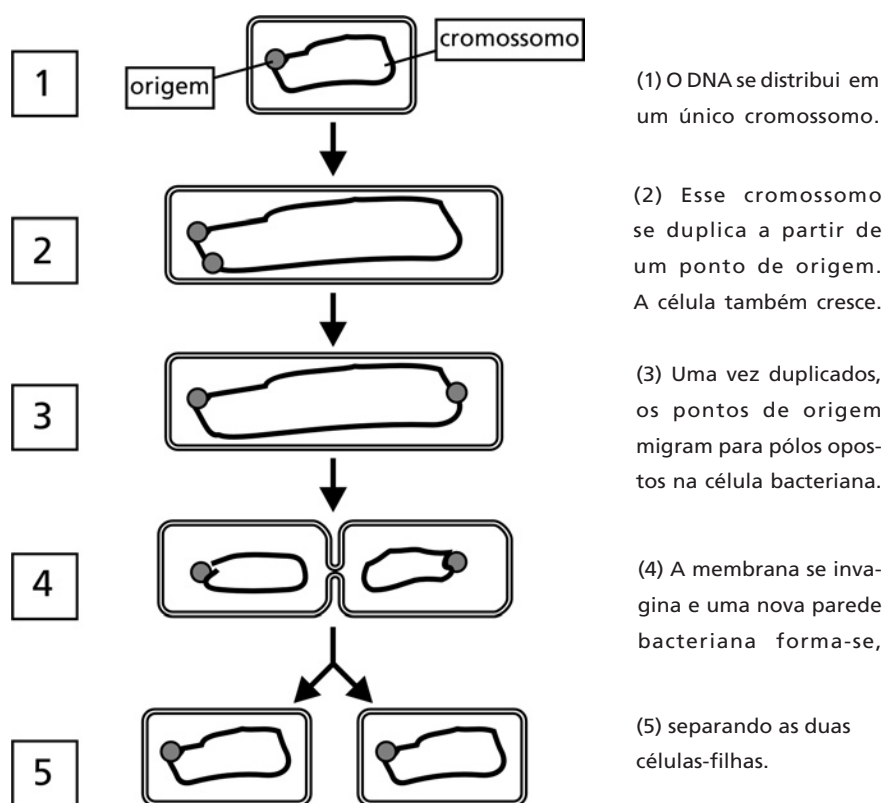 1
origem
cromossomo
(1) O DNA se distribui em
um único cromossomo.
2
(2) Esse cromossomo
se duplica a partir de
um ponto de origem.
A célula também cresce.
3
(3) Uma vez duplicados,
os pontos de origem
migram para pólos opos-
tos na célula bacteriana.
4
(4) A membrana se inva-
gina e uma nova parede
bacteriana forma-se,
5
(5) separando as duas
células-filhas.